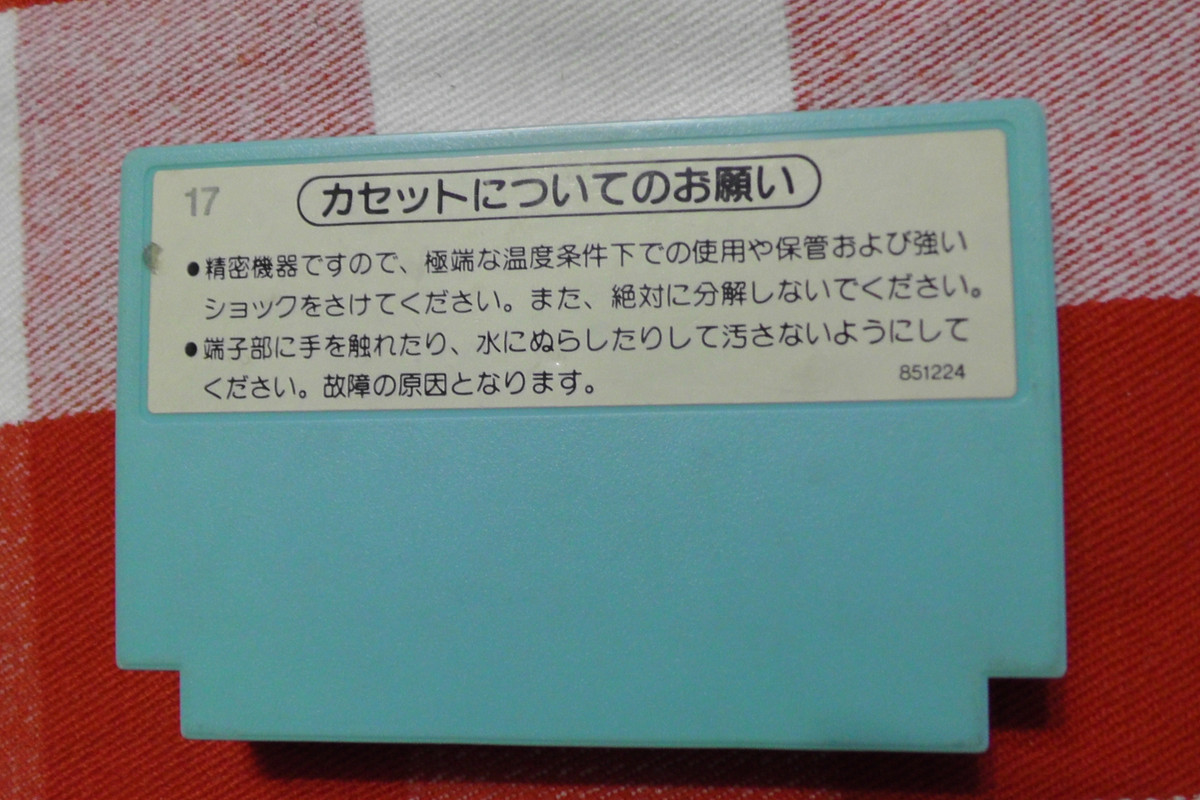 17
カセットについてのお願い
●精密機器ですので、極端な温度条件下での使用や保管および強い
ショックをさけてください。また、絶対に分解しないでください。
●端子部に手を触れたり、水にぬらしたりして汚さないようにして
ください。故障の原因となります。
851224